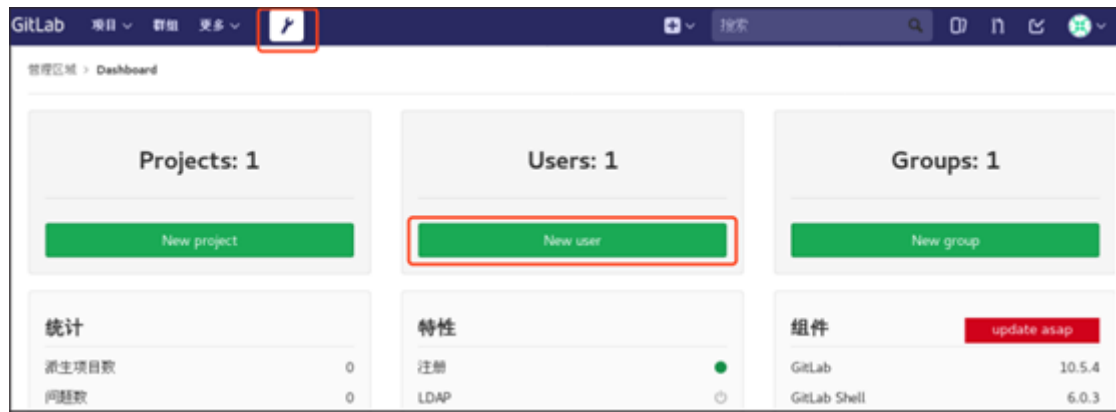 GitLab 项目 群组 更多 搜索
管理区域 > Dashboard
Projects: 1
New project
Users: 1
New user
Groups: 1
New group
统计
派生项目数 0
问题数 0
特性
注册
LDAP
组件 update asap
GitLab 10.5.4
GitLab Shell 6.0.3